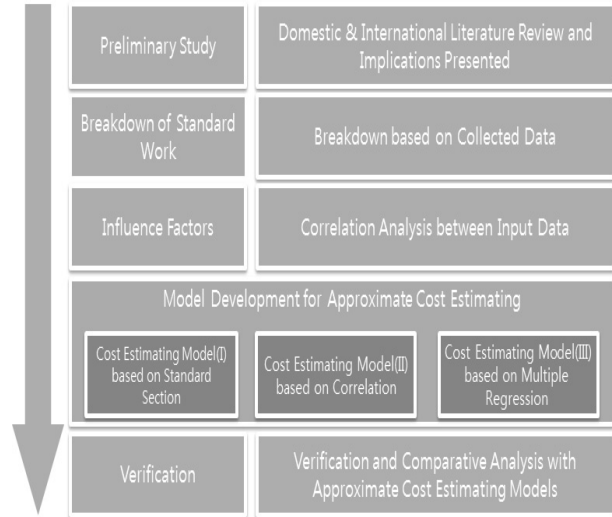 Preliminary Study
Domestic & International Literature Review and
Implications Presented
Breakdown of Standard
Work
Breakdown based on Collected Data
Influence Factors
Correlation Analysis between Input Data
Model Development for Approximate Cost Estimating
Cost Estimating Model(Ⅰ)
based on Standard
Section
Cost Estimating Model(Ⅱ)
based on Correlation
Cost Estimating Model(Ⅲ)
based on Multiple
Regression
Verification
Verification and Comparative Analysis with
Approximate Cost Estimating Models